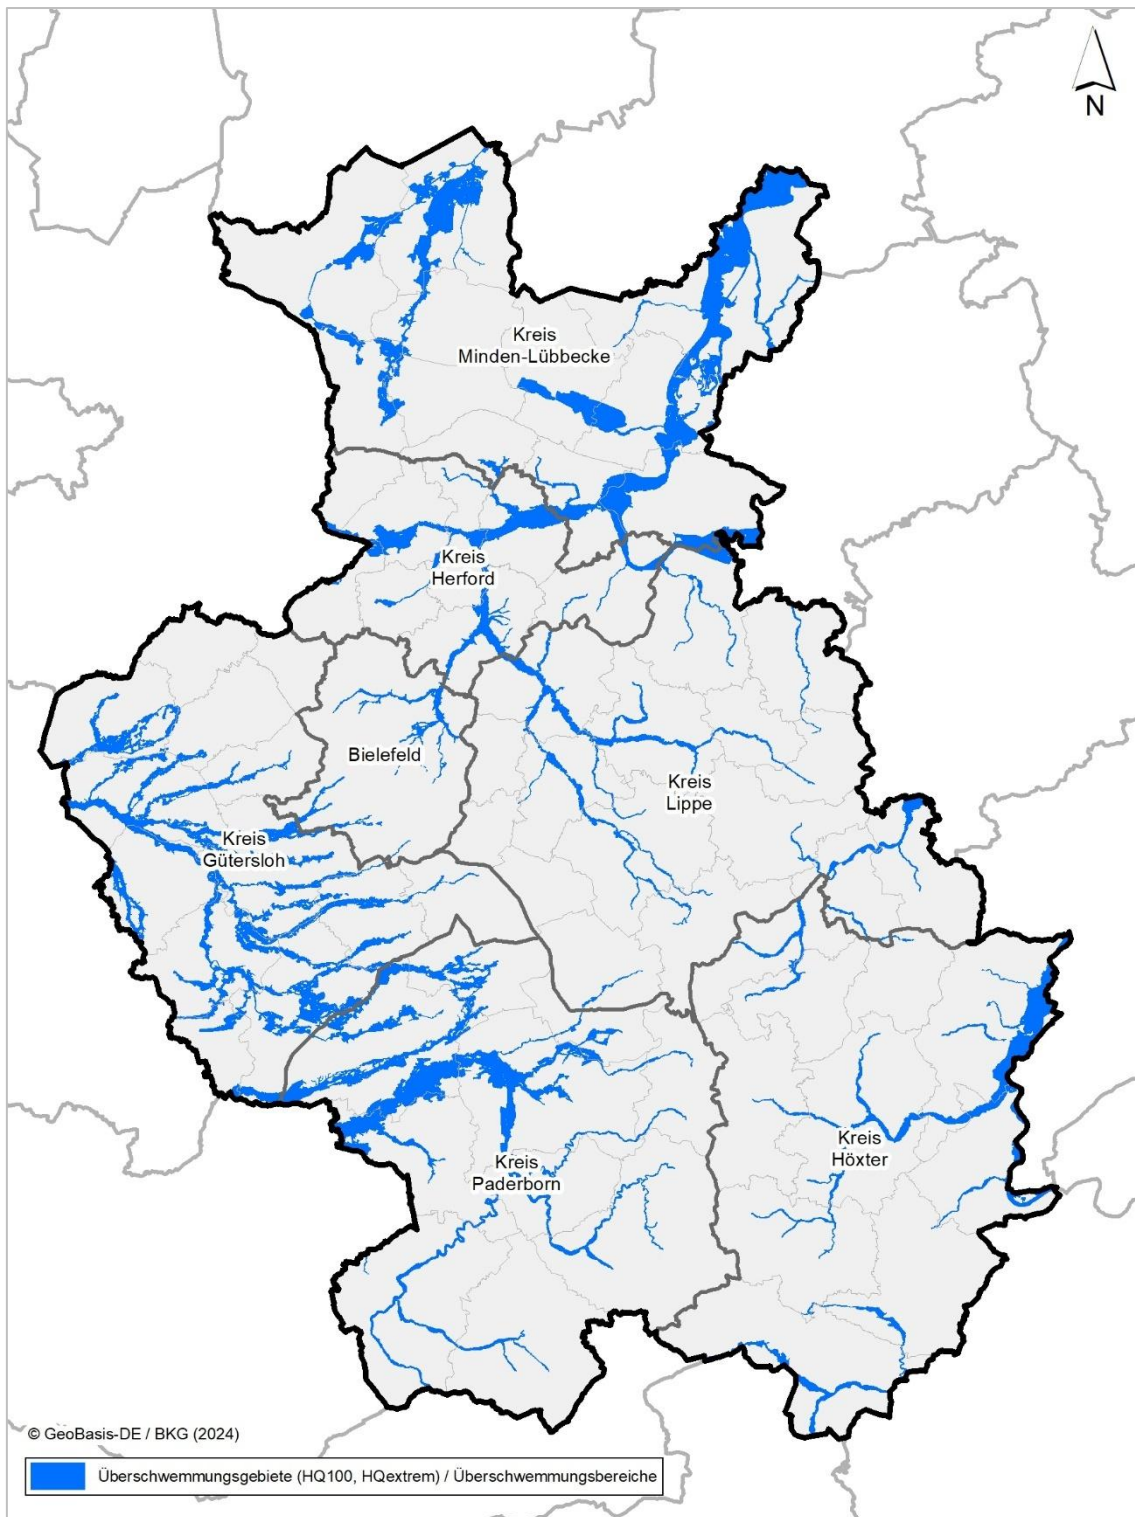 N
Kreis
Minden-Lübbecke
Kreis
Herford
Bielefeld
Kreis
Lippe
Kreis
Gütersloh
Kreis
Höxter
Kreis
Paderborn
© GeoBasis-DE / BKG (2024)
Überschwemmungsgebiete (HQ100, HQextrem) / Überschwemmungsbereiche